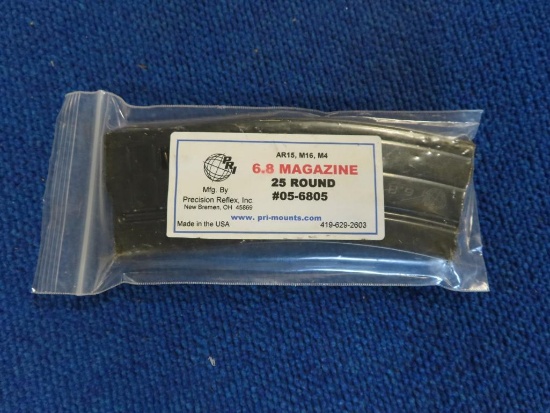 AR15, M16, M4
PRI
6.8 MAGAZINE
25 ROUND
#05-6805
Mfg. By
Precision Reflex, Inc.
New Bremen, OH 45869
www. pri-mounts.com
Made in the USA
419-629-2603